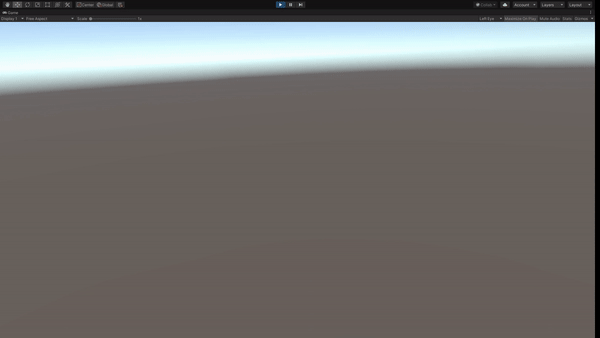 Center Global Account Layers Layout
Game
Display 1 Free Aspect Scale 1x Left Eye Maximize On Play Mute Audio Stats Gizmos